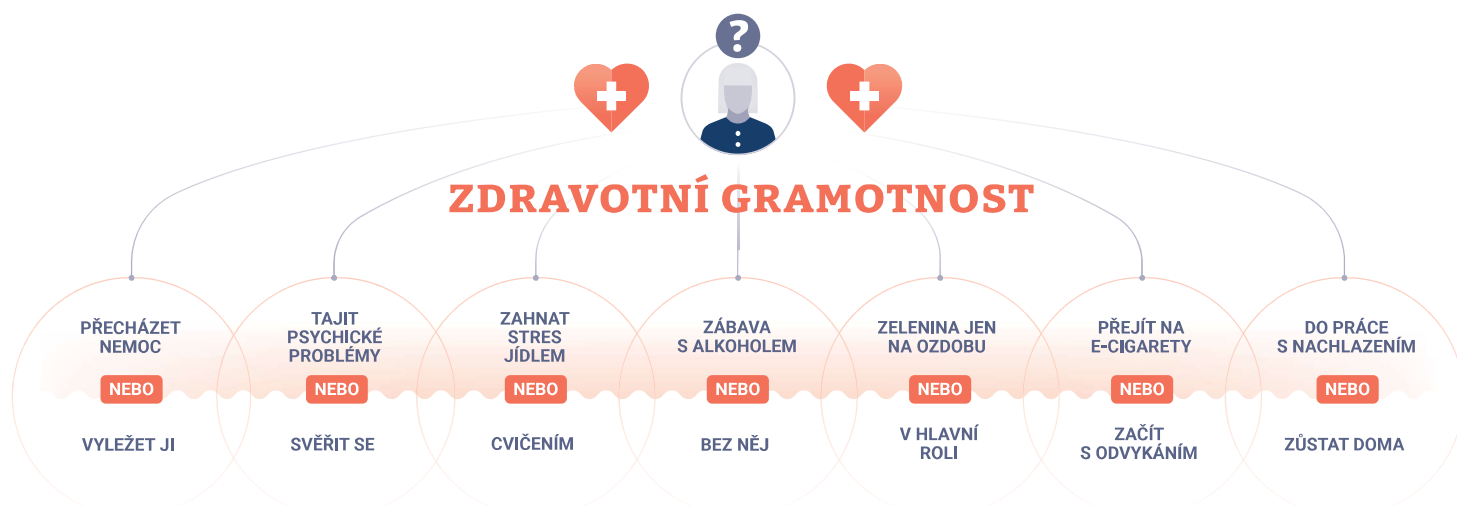 ?
ZDRAVOTNÍ GRAMOTNOST
PŘECHÁZET
NEMOC
NEBO
VYLEŽET JI
TAJIT
PSYCHICKÉ
PROBLÉMY
NEBO
SVĚŘIT SE
ZAHNAT
STRES
JÍDLEM
NEBO
CVIČENÍM
ZÁBAVA
S ALKOHOLEM
NEBO
BEZ NĚJ
ZELENINA JEN
NA OZDOBU
NEBO
V HLAVNÍ
ROLI
PŘEJÍT NA
E-CIGARETY
NEBO
ZAČÍT
S ODVYKÁNÍM
DO PRÁCE
S NACHLAZENÍM
NEBO
ZŮSTAT DOMA